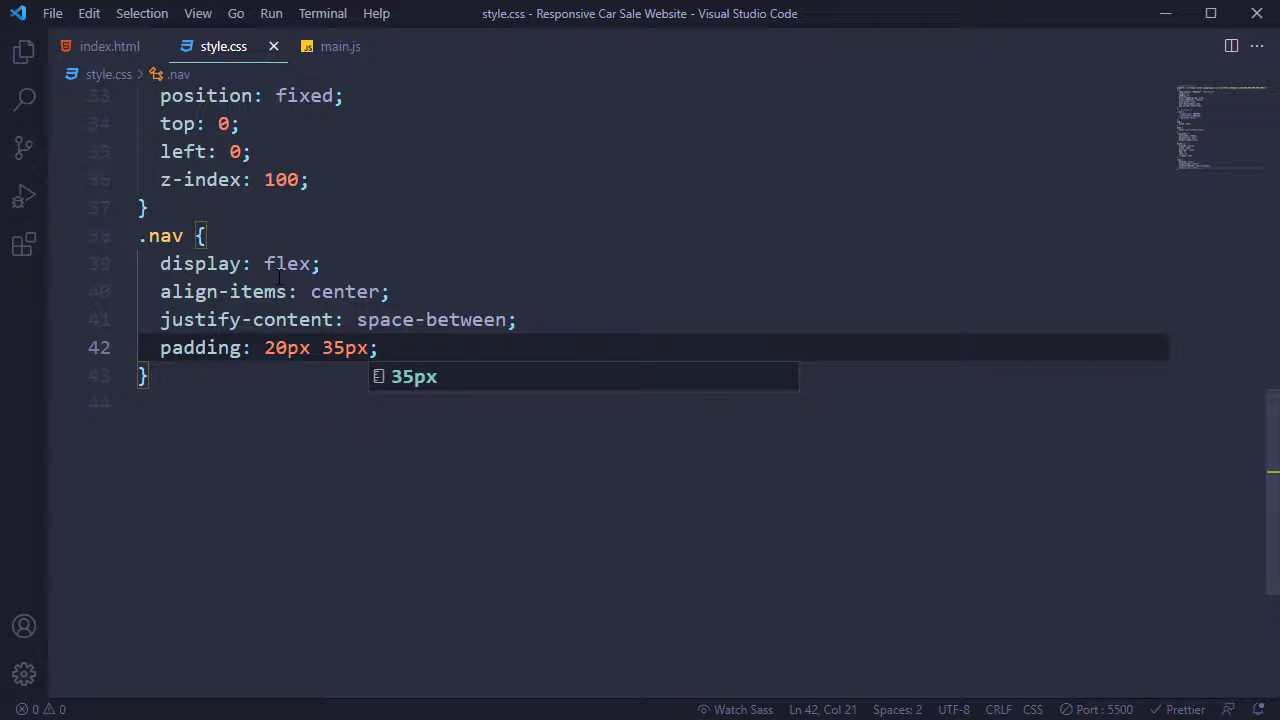 File Edit Selection View Go Run Terminal Help
style.css - Responsive Car Sale Website - Visual Studio Code
index.html style.css main.js
style.css > .nav
33 position: fixed;
34 top: 0;
35 left: 0;
36 z-index: 100;
37 }
38 .nav {
39 display: flex;
40 align-items: center;
41 justify-content: space-between;
42 padding: 20px 35px;
35px
43 }
44
0 0 Watch Sass Ln 42, Col 21 Spaces: 2 UTF-8 CRLF CSS Port : 5500 Prettier